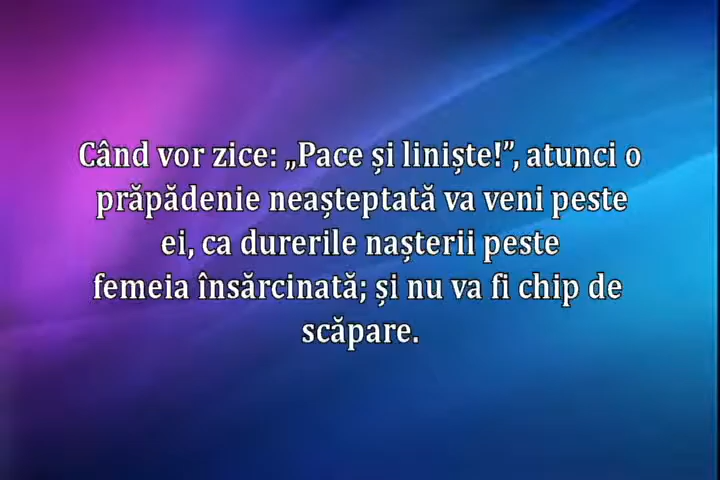 Când vor zice: „Pace și liniște!”, atunci o
prăpădenie neașteptată va veni peste
ei, ca durerile nașterii peste
femeia însărcinată; și nu va fi chip de
scăpare.